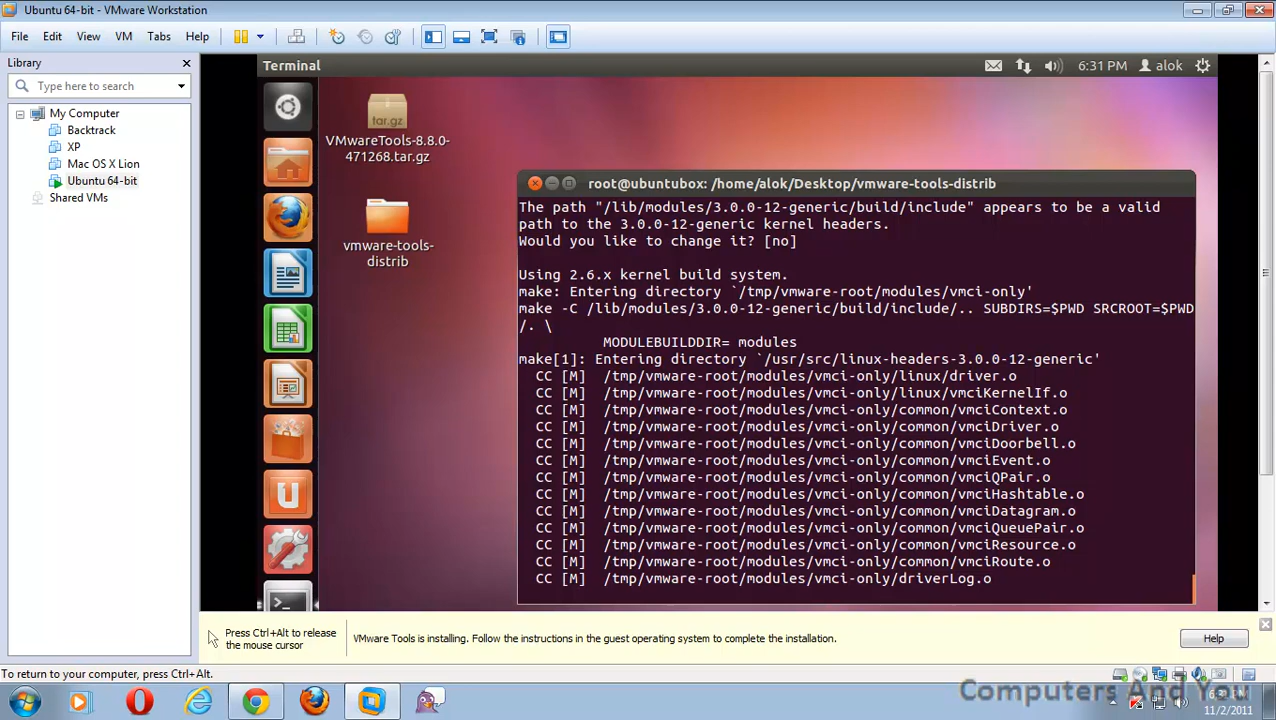 Ubuntu 64-bit - VMware Workstation
File Edit View VM Tabs Help
Library
Type here to search
My Computer
Backtrack
XP
Mac OS X Lion
Ubuntu 64-bit
Shared VMs
Terminal
6:31 PM alok
tar.gz
VMwareTools-8.8.0-
471268.tar.gz
vmware-tools-
distrib
root@ubuntubox: /home/alok/Desktop/vmware-tools-distrib
The path "/lib/modules/3.0.0-12-generic/build/include" appears to be a valid
path to the 3.0.0-12-generic kernel headers.
Would you like to change it? [no]
Using 2.6.x kernel build system.
make: Entering directory `/tmp/vmware-root/modules/vmci-only'
make -C /lib/modules/3.0.0-12-generic/build/include/.. SUBDIRS=$PWD SRCROOT=$PWD
/. \
MODULEBUILDDIR= modules
make[1]: Entering directory `/usr/src/linux-headers-3.0.0-12-generic'
CC [M] /tmp/vmware-root/modules/vmci-only/linux/driver.o
CC [M] /tmp/vmware-root/modules/vmci-only/linux/vmciKernelIf.o
CC [M] /tmp/vmware-root/modules/vmci-only/common/vmciContext.o
CC [M] /tmp/vmware-root/modules/vmci-only/common/vmciDriver.o
CC [M] /tmp/vmware-root/modules/vmci-only/common/vmciDoorbell.o
CC [M] /tmp/vmware-root/modules/vmci-only/common/vmciEvent.o
CC [M] /tmp/vmware-root/modules/vmci-only/common/vmciQPair.o
CC [M] /tmp/vmware-root/modules/vmci-only/common/vmciHashtable.o
CC [M] /tmp/vmware-root/modules/vmci-only/common/vmciDatagram.o
CC [M] /tmp/vmware-root/modules/vmci-only/common/vmciQueuePair.o
CC [M] /tmp/vmware-root/modules/vmci-only/common/vmciResource.o
CC [M] /tmp/vmware-root/modules/vmci-only/common/vmciRoute.o
CC [M] /tmp/vmware-root/modules/vmci-only/driverLog.o
Press Ctrl+Alt to release
the mouse cursor
VMware Tools is installing. Follow the instructions in the guest operating system to complete the installation.
Help
To return to your computer, press Ctrl+Alt.
Computers And You
11/2/2011